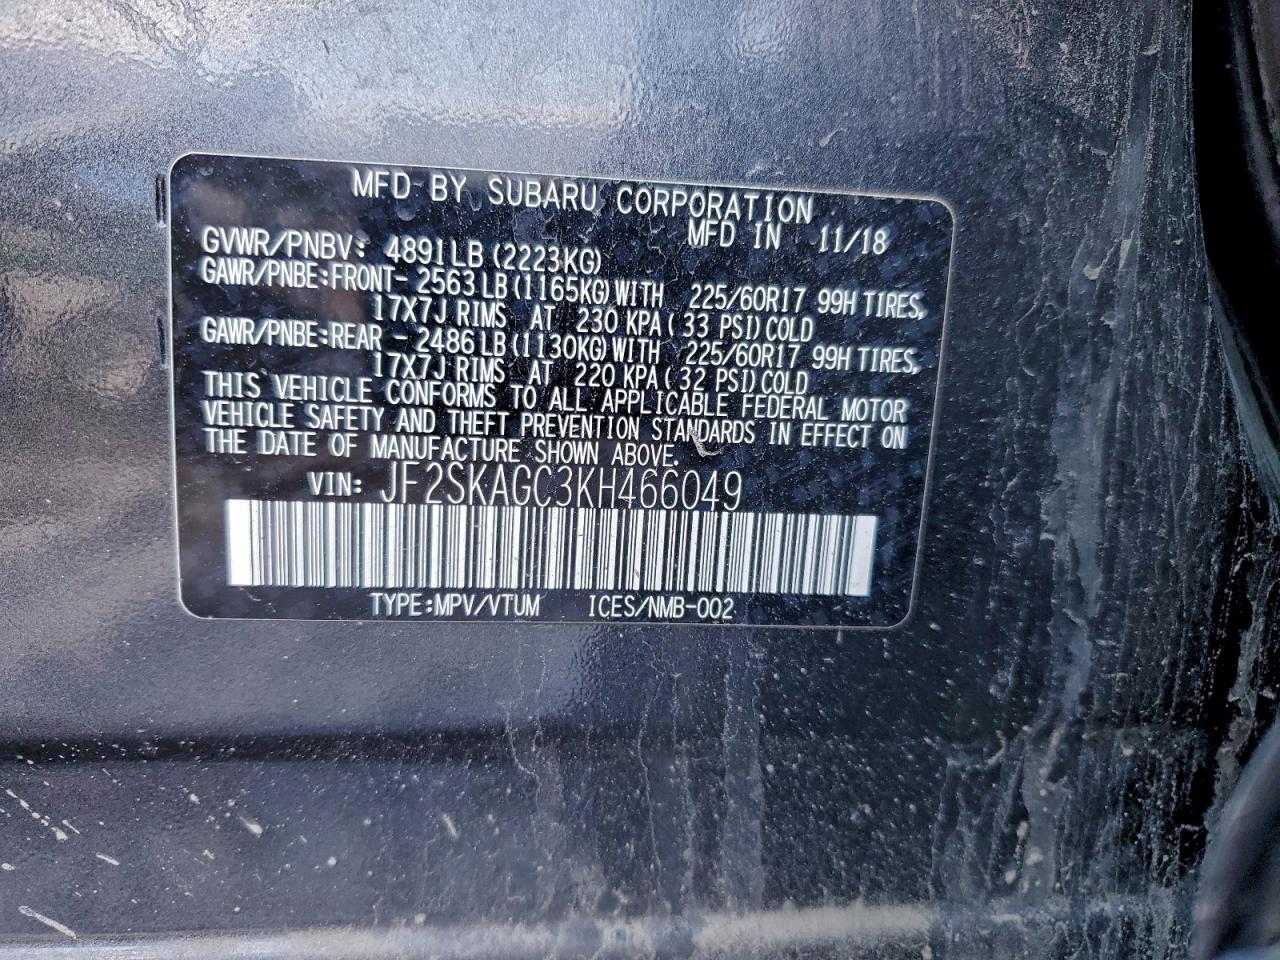 MFD BY SUBARU CORPORATION
MFD IN 11/18
GVWR/PNBV: 4891LB (2223KG)
GAWR/PNBE:FRONT- 2563LB (1165KG) WITH 225/60R17 99H TIRES,
17X7J RIMS AT 230 KPA (33 PSI) COLD
GAWR/PNBE:REAR - 2486LB (1130KG) WITH 225/60R17 99H TIRES,
17X7J RIMS AT 220 KPA (32 PSI) COLD
THIS VEHICLE CONFORMS TO ALL APPLICABLE FEDERAL MOTOR
VEHICLE SAFETY AND THEFT PREVENTION STANDARDS IN EFFECT ON
THE DATE OF MANUFACTURE SHOWN ABOVE.
VIN: JF2SKAGC3KH466049
TYPE:MPV/VTUM ICES/NMB-002